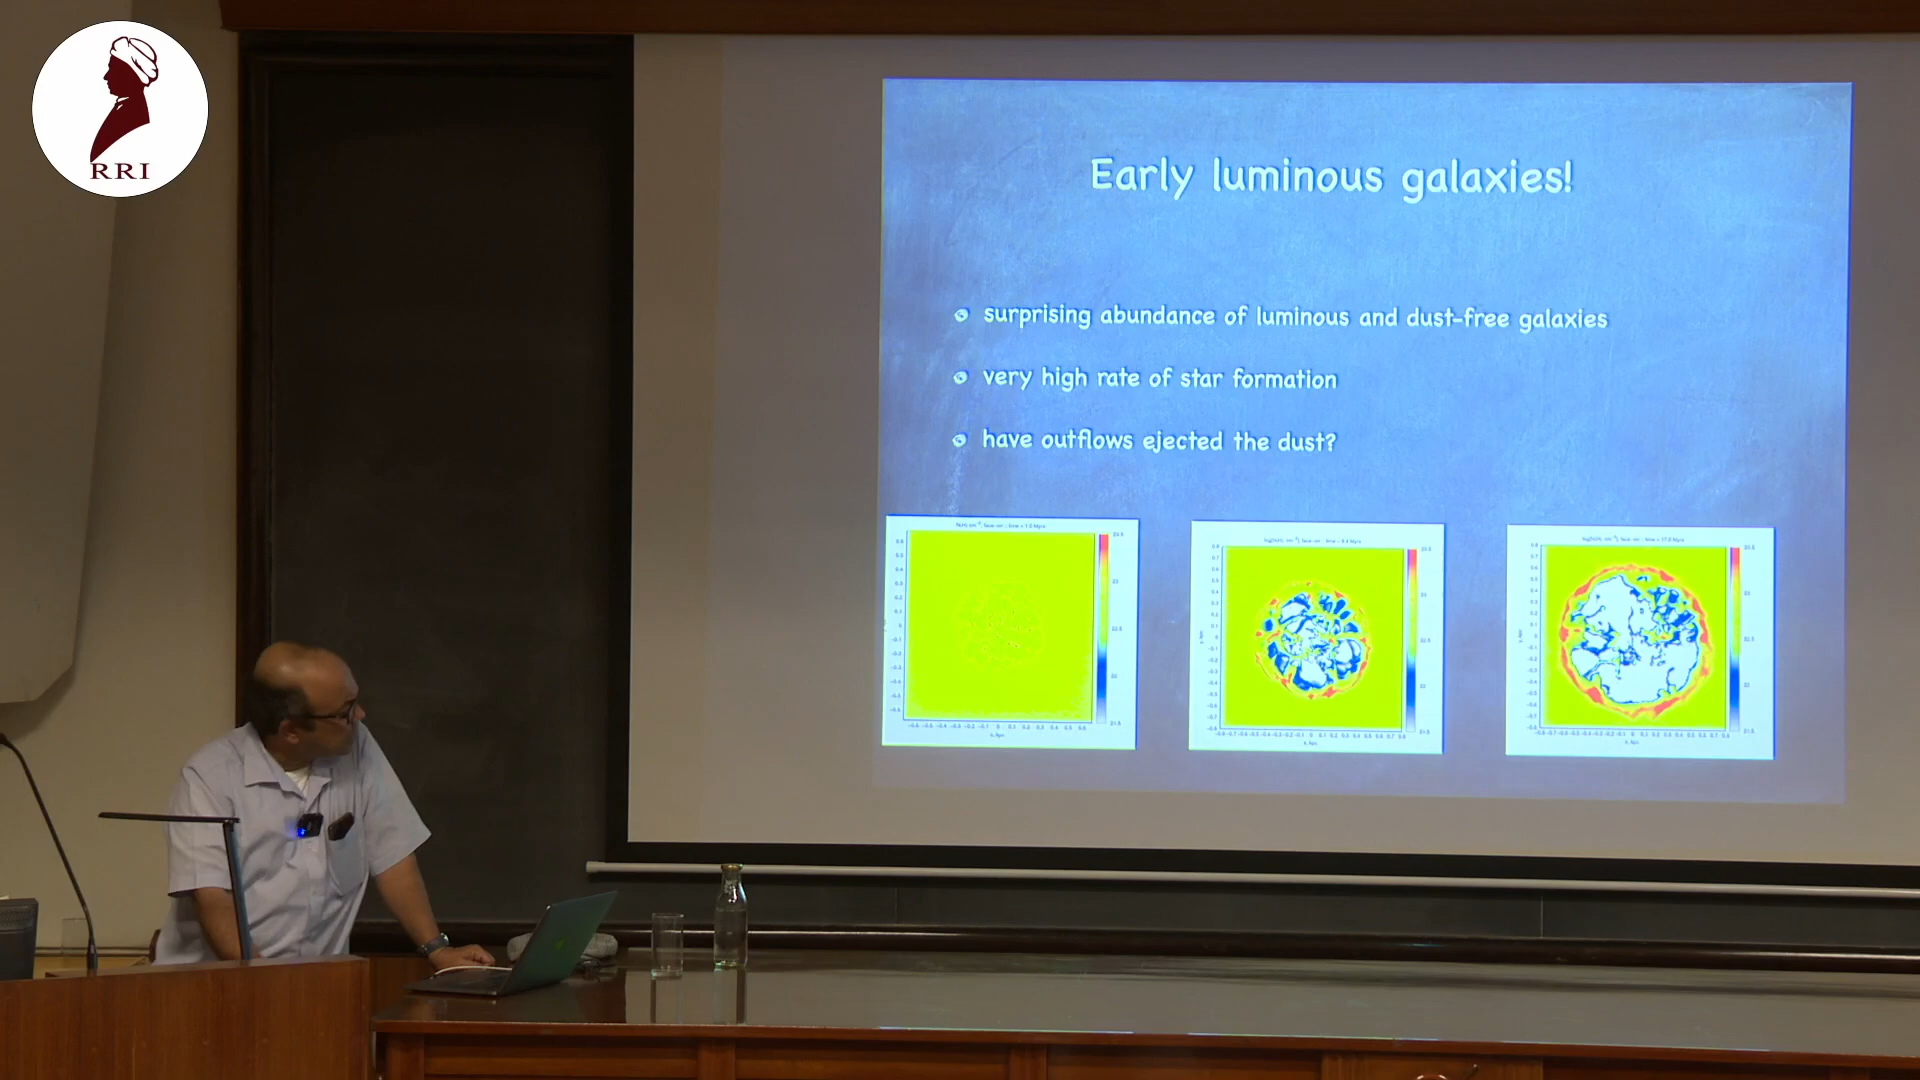 RRI
Early luminous galaxies!
surprising abundance of luminous and dust-free galaxies
very high rate of star formation
have outflows ejected the dust?